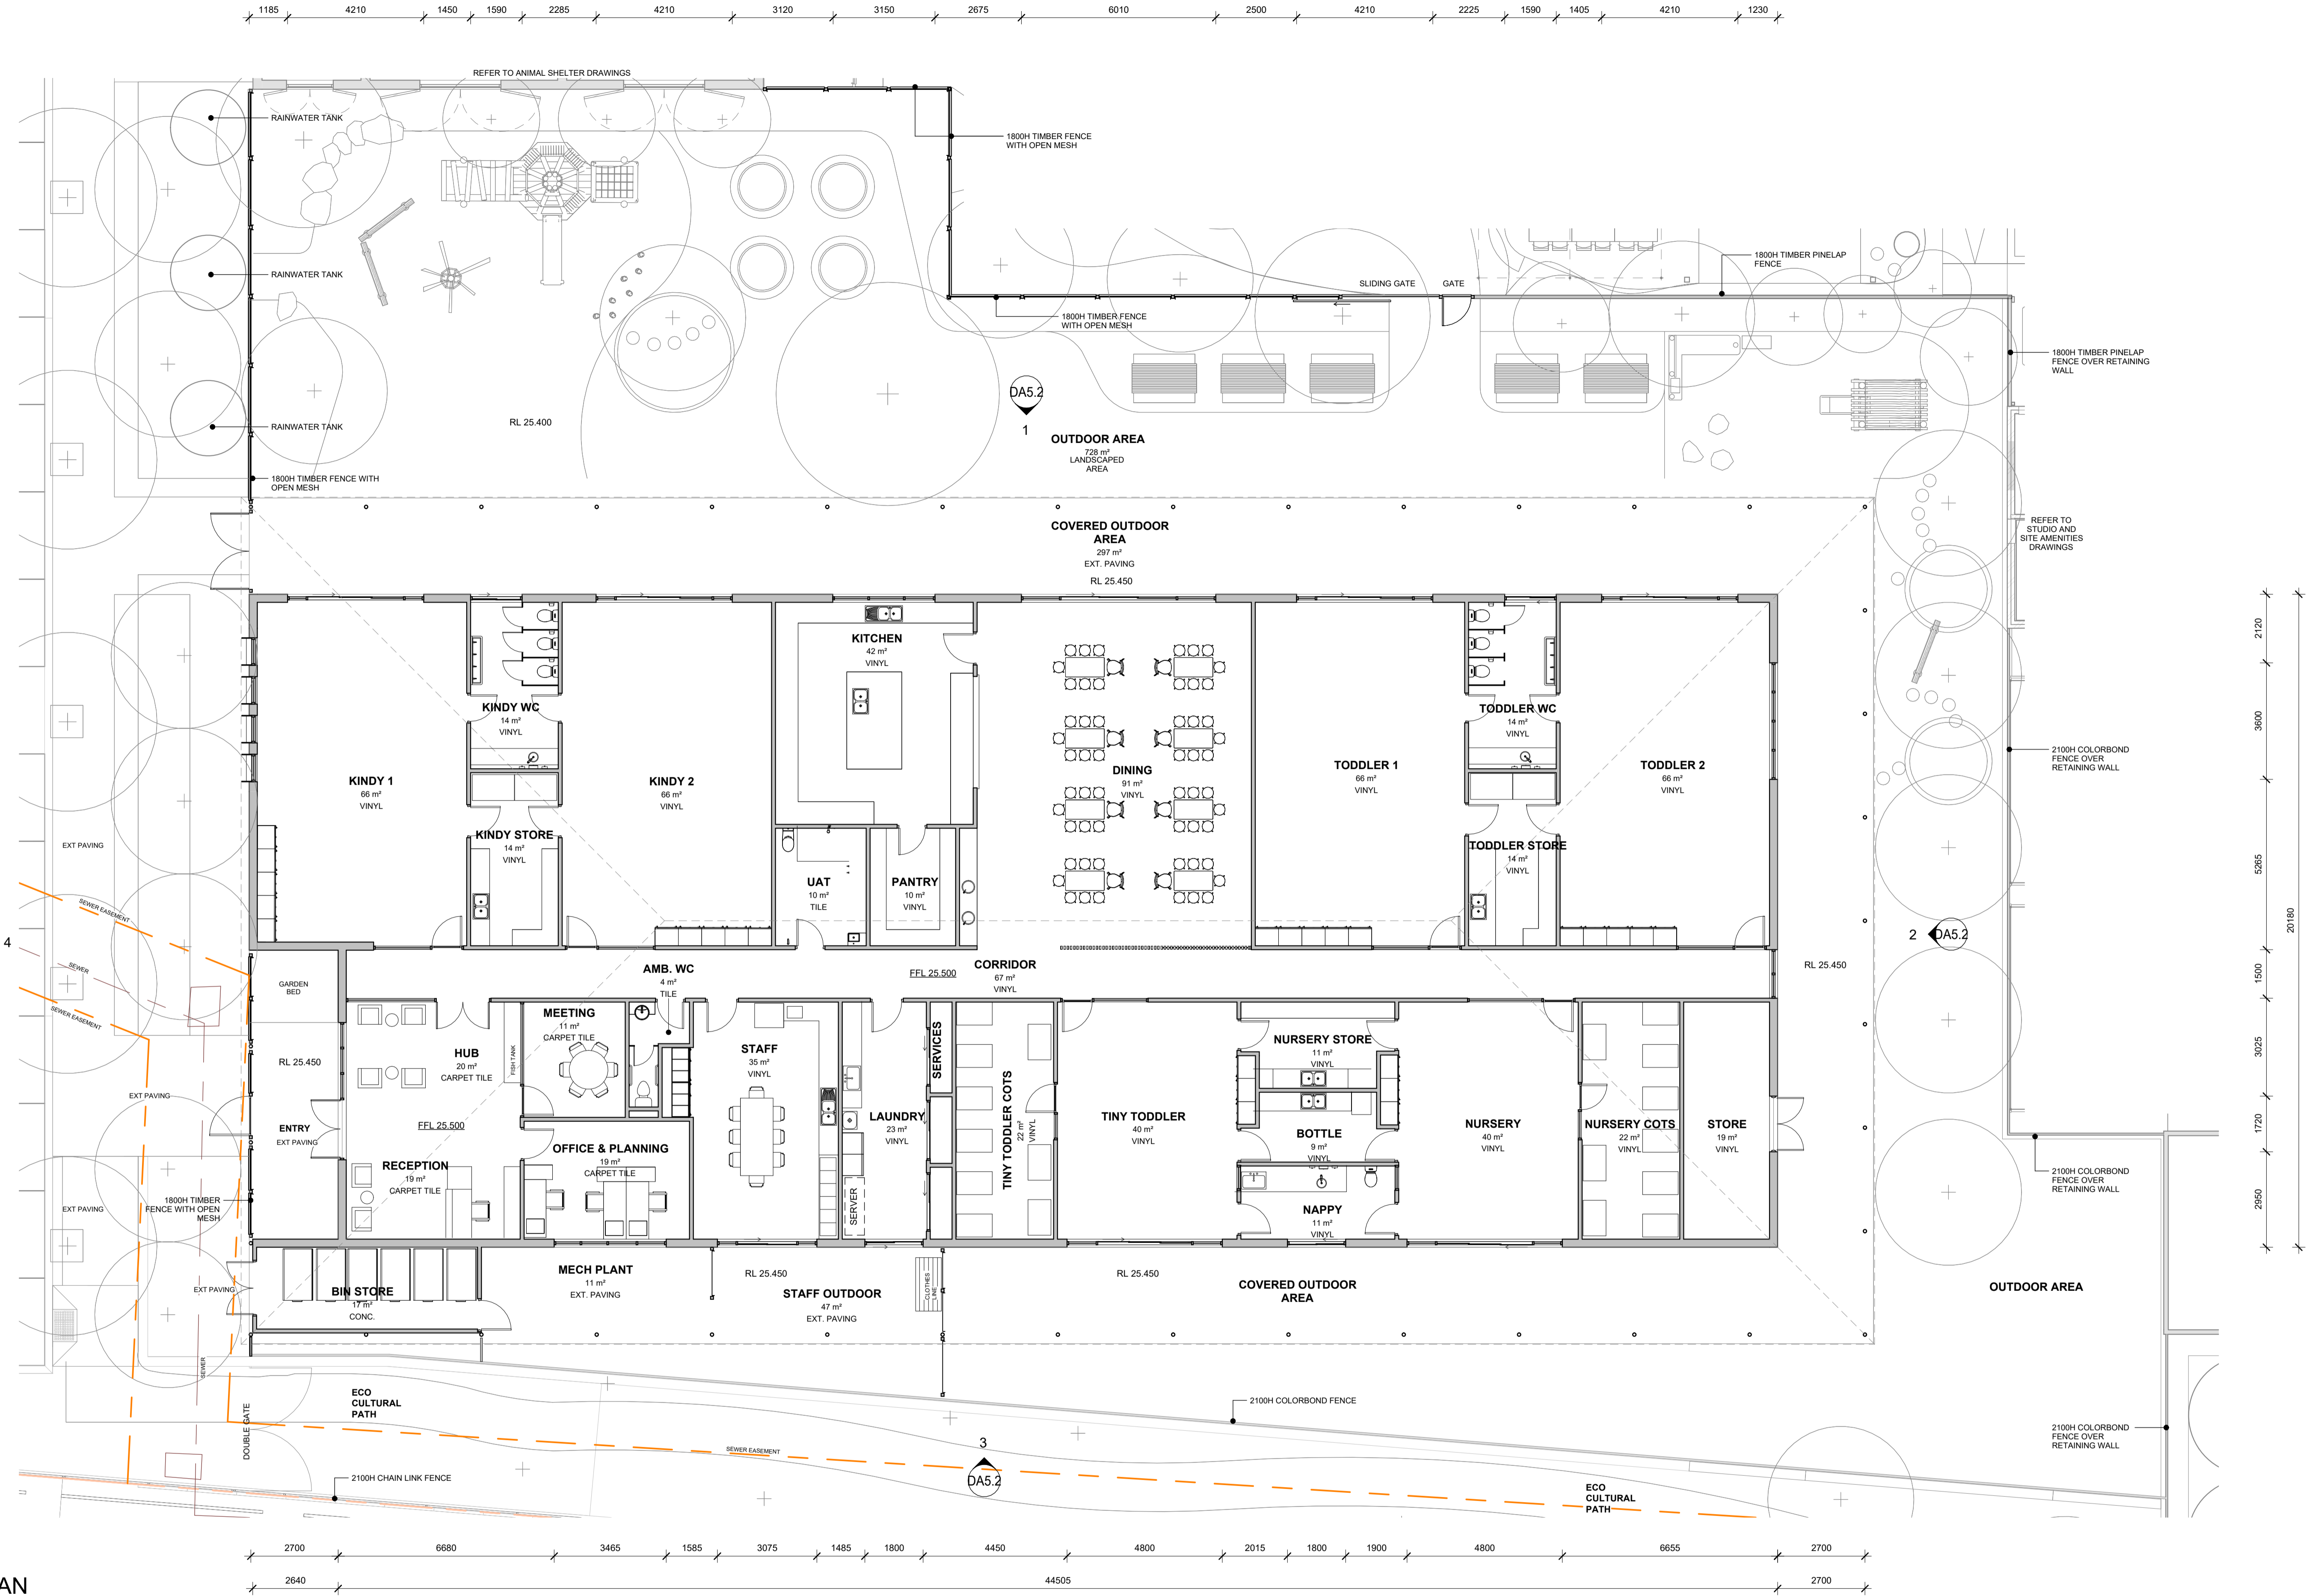 1185 4210 1450 1590 2285 4210 3120 3150 2675 6010 2500 4210 2225 1590 1405 4210 1230
REFER TO ANIMAL SHELTER DRAWINGS
RAINWATER TANK
1800H TIMBER FENCE
WITH OPEN MESH
RAINWATER TANK
1800H TIMBER PINELAP
FENCE
SLIDING GATE
GATE
1800H TIMBER FENCE
WITH OPEN MESH
1800H TIMBER PINELAP
FENCE OVER RETAINING
WALL
DA5.2
1
RAINWATER TANK
RL 25.400
OUTDOOR AREA
728 m²
LANDSCAPED
AREA
1800H TIMBER FENCE WITH
OPEN MESH
COVERED OUTDOOR
AREA
297 m²
EXT. PAVING
RL 25.450
REFER TO
STUDIO AND
SITE AMENITIES
DRAWINGS
KITCHEN
42 m²
VINYL
KINDY WC
14 m²
VINYL
TODDLER WC
14 m²
VINYL
2100H COLORBOND
FENCE OVER
RETAINING WALL
KINDY 1
66 m²
VINYL
KINDY 2
66 m²
VINYL
DINING
91 m²
VINYL
TODDLER 1
66 m²
VINYL
TODDLER 2
66 m²
VINYL
KINDY STORE
14 m²
VINYL
TODDLER STORE
14 m²
VINYL
EXT PAVING
UAT
10 m²
TILE
PANTRY
10 m²
VINYL
SEWER EASEMENT
4
SEWER
SEWER EASEMENT
2
DA5.2
RL 25.450
GARDEN
BED
AMB. WC
4 m²
TILE
FFL 25.500
CORRIDOR
67 m²
VINYL
MEETING
11 m²
CARPET TILE
HUB
20 m²
CARPET TILE
FISH TANK
STAFF
35 m²
VINYL
SERVICES
NURSERY STORE
11 m²
VINYL
RL 25.450
EXT PAVING
ENTRY
EXT PAVING
FFL 25.500
LAUNDRY
23 m²
VINYL
TINY TODDLER COTS
22 m²
VINYL
TINY TODDLER
40 m²
VINYL
BOTTLE
9 m²
VINYL
NURSERY
40 m²
VINYL
NURSERY COTS
22 m²
VINYL
STORE
19 m²
VINYL
OFFICE & PLANNING
19 m²
CARPET TILE
RECEPTION
19 m²
CARPET TILE
2100H COLORBOND
FENCE OVER
RETAINING WALL
EXT PAVING
1800H TIMBER
FENCE WITH OPEN
MESH
SERVER
NAPPY
11 m²
VINYL
2120
3600
5265
1500
3025
1720
2950
20180
EXT PAVING
BIN STORE
17 m²
CONC.
MECH PLANT
11 m²
EXT. PAVING
RL 25.450
STAFF OUTDOOR
47 m²
EXT. PAVING
CLOTHES
LINE
RL 25.450
COVERED OUTDOOR
AREA
OUTDOOR AREA
SEWER
ECO
CULTURAL
PATH
DOUBLE GATE
2100H COLORBOND FENCE
2100H COLORBOND
FENCE OVER
RETAINING WALL
SEWER EASEMENT
3
DA5.2
2100H CHAIN LINK FENCE
ECO
CULTURAL
PATH
2700 6680 3465 1585 3075 1485 1800 4450 4800 2015 1800 1900 4800 6655 2700
2640 44505 2700
AN